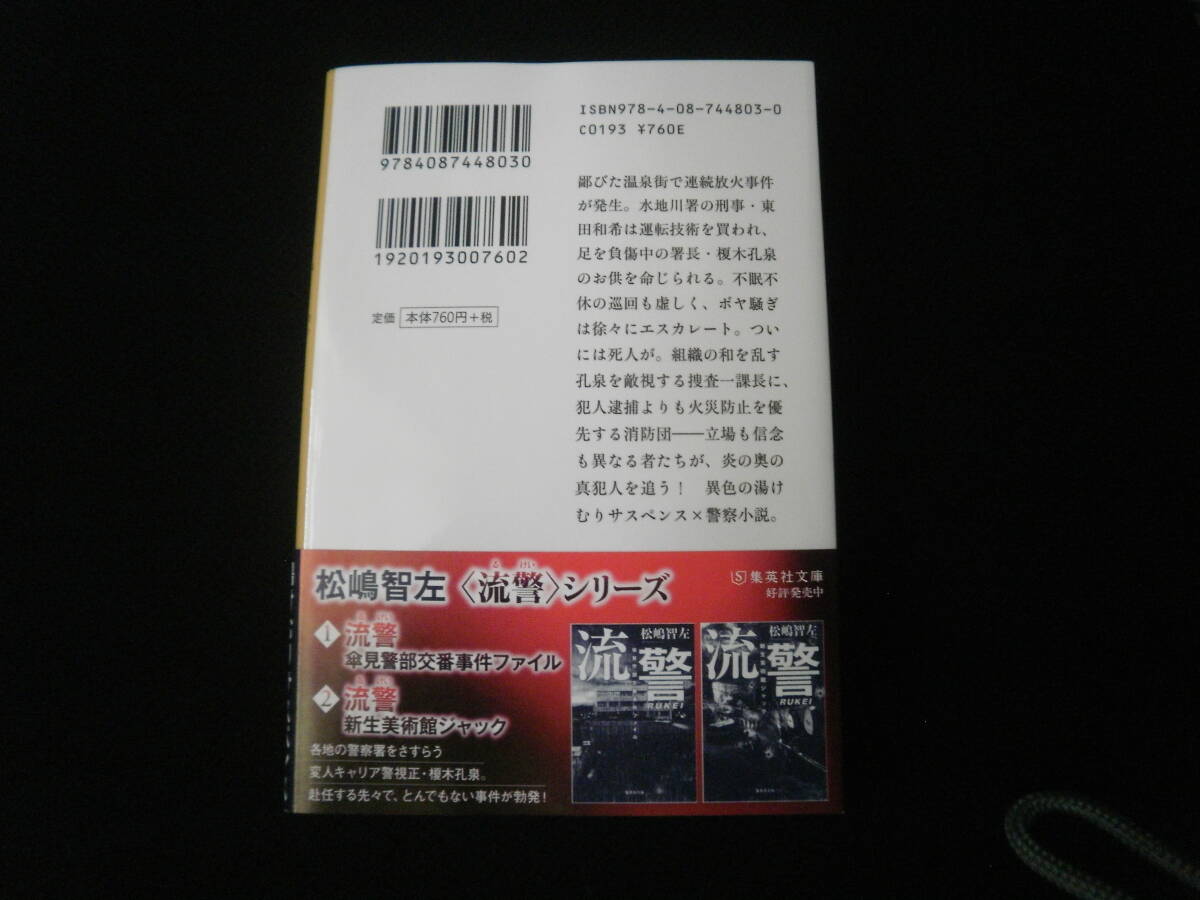 9784087448030
1920193007602
定価 本体760円+税
ISBN978-4-08-744803-0
C0193 ¥760E
鄙びた温泉街で連続放火事件
が発生。水地川署の刑事・東
田和希は運転技術を買われ、
足を負傷中の署長・榎木孔泉
のお供を命じられる。不眠不
休の巡回も虚しく、ボヤ騒ぎ
は徐々にエスカレート。つい
には死人が。組織の和を乱す
孔泉を敵視する捜査一課長に、
犯人逮捕よりも火災防止を優
先する消防団――立場も信念
も異なる者たちが、炎の奥の
真犯人を追う！　異色の湯け
むりサスペンス×警察小説。
松嶋智左〈流警〉シリーズ
る けい
1 流警
傘見警部交番事件ファイル
2 流警
新生美術館ジャック
各地の警察署をさすらう
変人キャリア警視正・榎木孔泉。
赴任する先々で、とんでもない事件が勃発！
S 集英社文庫
好評発売中
松嶋智左
流警
RUKEI
松嶋智左
流警
RUKEI